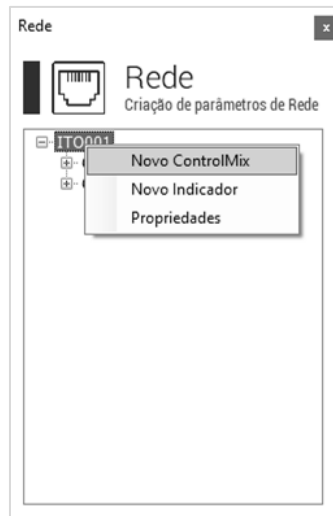 Rede
x
Rede
Criação de parâmetros de Rede
ITO001
Novo ControlMix
Novo Indicador
Propriedades